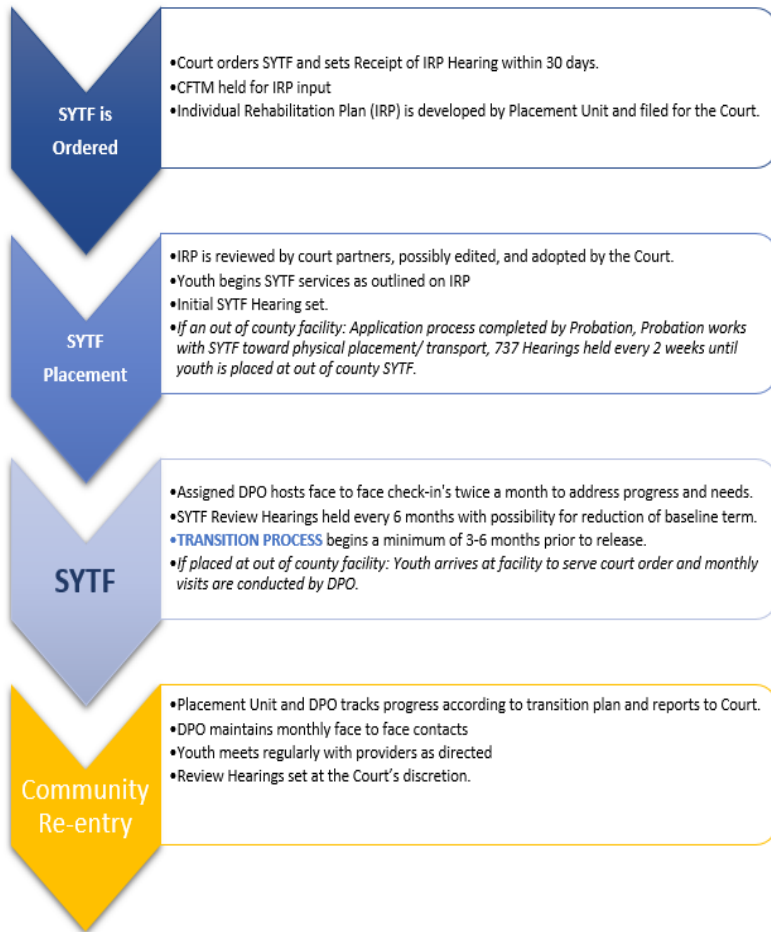 SYTF is
Ordered
•Court orders SYTF and sets Receipt of IRP Hearing within 30 days.
•CFTM held for IRP input
•Individual Rehabilitation Plan (IRP) is developed by Placement Unit and filed for the Court.
SYTF
Placement
•IRP is reviewed by court partners, possibly edited, and adopted by the Court.
•Youth begins SYTF services as outlined on IRP
•Initial SYTF Hearing set.
•If an out of county facility: Application process completed by Probation, Probation works
with SYTF toward physical placement/ transport, 737 Hearings held every 2 weeks until
youth is placed at out of county SYTF.
SYTF
•Assigned DPO hosts face to face check-in's twice a month to address progress and needs.
•SYTF Review Hearings held every 6 months with possibility for reduction of baseline term.
•TRANSITION PROCESS begins a minimum of 3-6 months prior to release.
•If placed at out of county facility: Youth arrives at facility to serve court order and monthly
visits are conducted by DPO.
Community
Re-entry
•Placement Unit and DPO tracks progress according to transition plan and reports to Court.
•DPO maintains monthly face to face contacts
•Youth meets regularly with providers as directed
•Review Hearings set at the Court’s discretion.